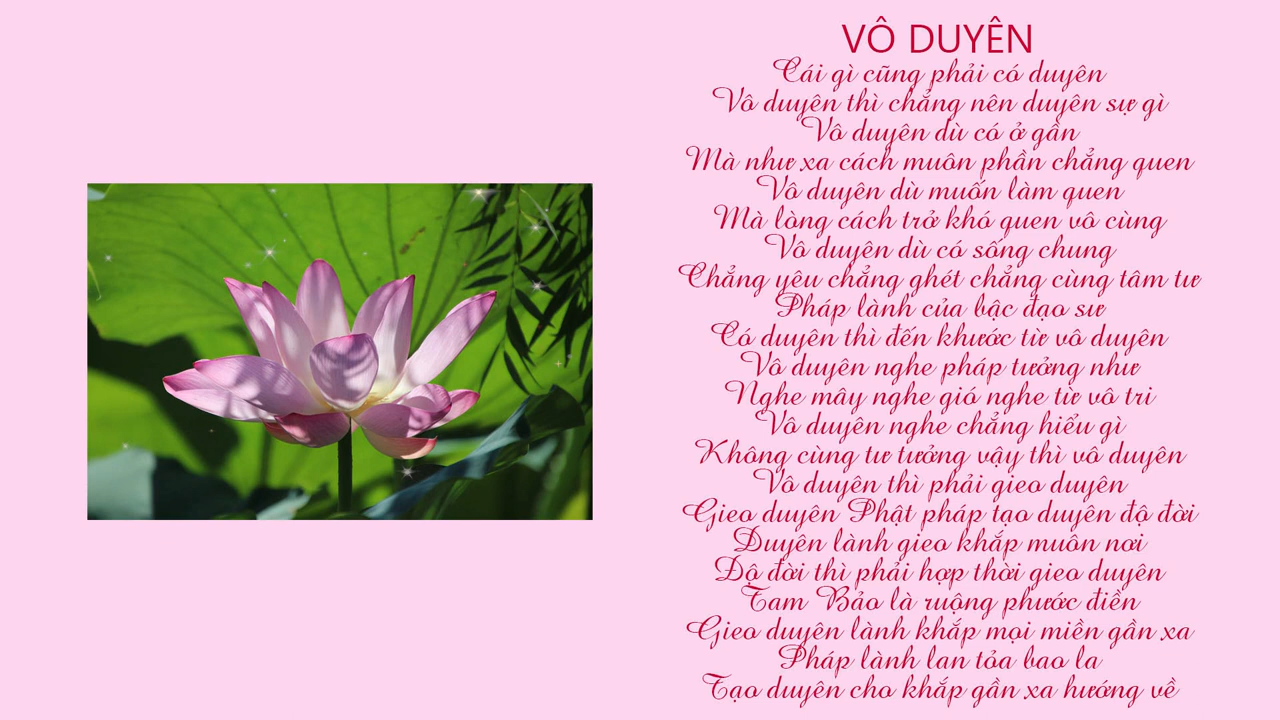 VÔ DUYÊN
Cái gì cũng phải có duyên
Vô duyên thì chẳng nên duyên sự gì
Vô duyên dù có ở gần
Mà như xa cách muôn phần chẳng quen
Vô duyên dù muốn làm quen
Mà lòng cách trở khó quen vô cùng
Vô duyên dù có sống chung
Chẳng yêu chẳng ghét chẳng cùng tâm tư
Pháp lành của bậc đạo sư
Có duyên thì đến khước từ vô duyên
Vô duyên nghe pháp tưởng như
Nghe mây nghe gió nghe từ vô tri
Vô duyên nghe chẳng hiểu gì
Không cùng tư tưởng vậy thì vô duyên
Vô duyên thì phải gieo duyên
Gieo duyên Phật pháp tạo duyên độ đời
Duyên lành gieo khắp muôn nơi
Độ đời thì phải hợp thời gieo duyên
Tam Bảo là ruộng phước điền
Gieo duyên lành khắp mọi miền gần xa
Pháp lành lan tỏa bao la
Tạo duyên cho khắp gần xa hướng về